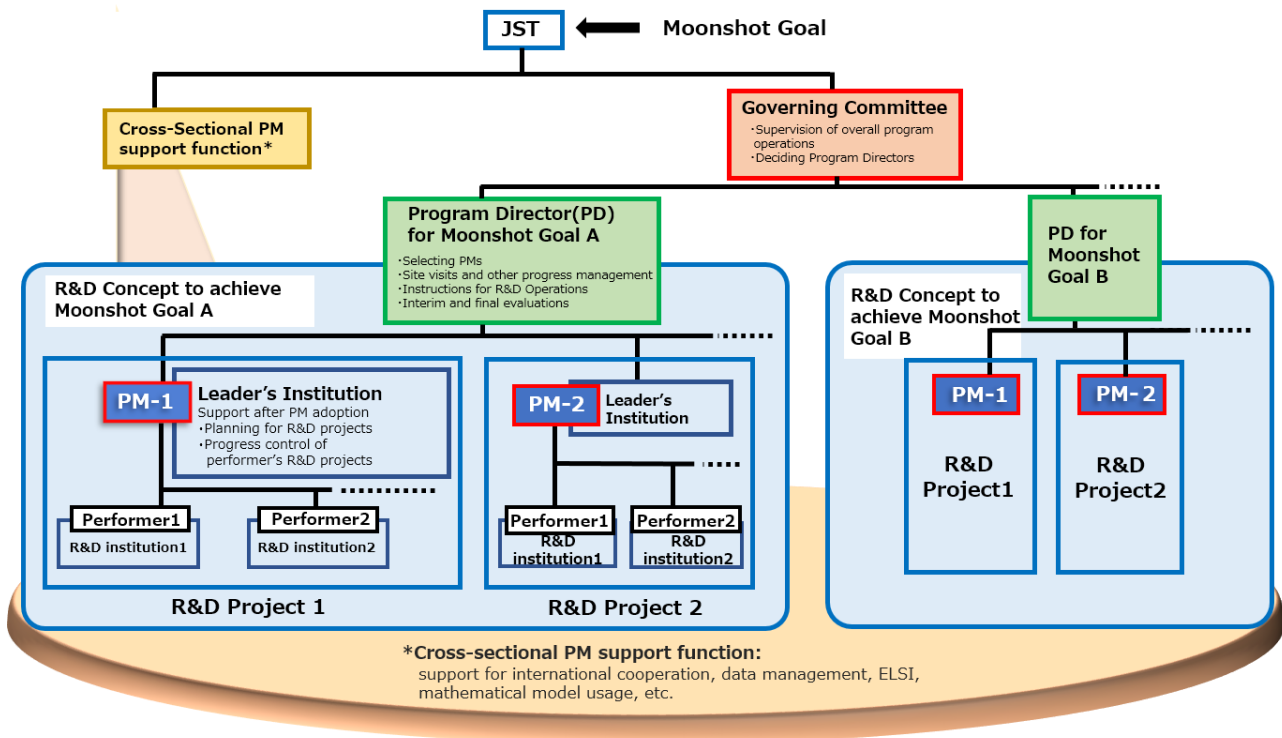 JST
Moonshot Goal
Cross-Sectional PM
support function*
Governing Committee
・Supervision of overall program
operations
・Deciding Program Directors
Program Director(PD)
for Moonshot Goal A
・Selecting PMs
・Site visits and other progress management
・Instructions for R&D Operations
・Interim and final evaluations
PD for
Moonshot
Goal B
R&D Concept to achieve
Moonshot Goal A
R&D Concept to
achieve Moonshot
Goal B
PM-1
Leader’s Institution
Support after PM adoption
・Planning for R&D projects
・Progress control of
performer’s R&D projects
Performer1
R&D institution1
Performer2
R&D institution2
R&D Project 1
PM-2
Leader’s
Institution
Performer1
R&D
institution1
Performer2
R&D
institution2
R&D Project 2
PM-1
R&D
Project1
PM-2
R&D
Project2
*Cross-sectional PM support function:
support for international cooperation, data management, ELSI,
mathematical model usage, etc.